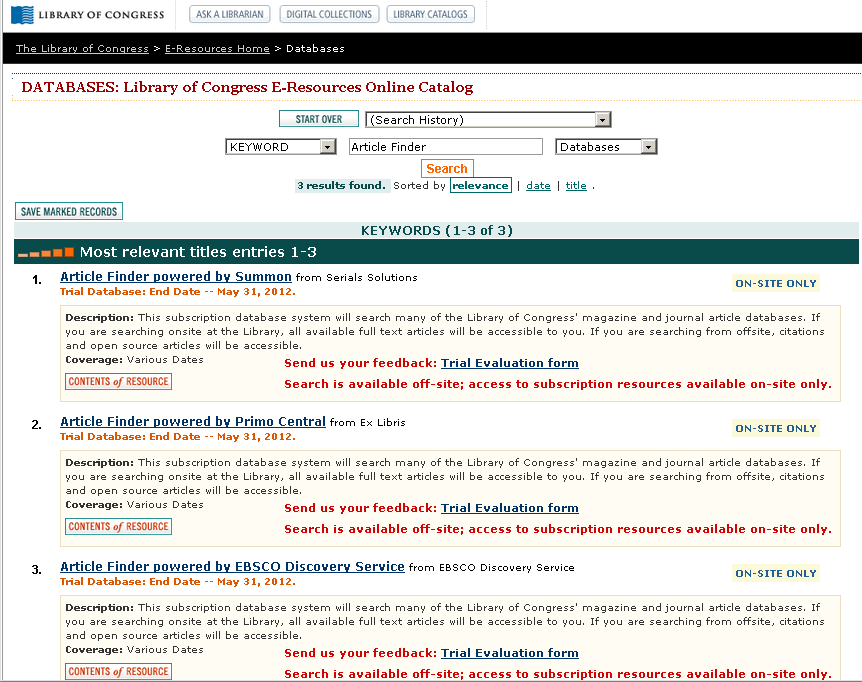 LIBRARY OF CONGRESS ASK A LIBRARIAN DIGITAL COLLECTIONS LIBRARY CATALOGS
The Library of Congress > E-Resources Home > Databases
DATABASES: Library of Congress E-Resources Online Catalog
START OVER (Search History)
KEYWORD Article Finder Databases
Search
3 results found. Sorted by relevance | date | title .
SAVE MARKED RECORDS
KEYWORDS (1-3 of 3)
Most relevant titles entries 1-3
1. Article Finder powered by Summon from Serials Solutions
ON-SITE ONLY
Trial Database: End Date -- May 31, 2012.
Description: This subscription database system will search many of the Library of Congress' magazine and journal article databases. If
you are searching onsite at the Library, all available full text articles will be accessible to you. If you are searching from offsite, citations
and open source articles will be accessible.
Coverage: Various Dates
Send us your feedback: Trial Evaluation form
CONTENTS of RESOURCE
Search is available off-site; access to subscription resources available on-site only.
2. Article Finder powered by Primo Central from Ex Libris
ON-SITE ONLY
Trial Database: End Date -- May 31, 2012.
Description: This subscription database system will search many of the Library of Congress' magazine and journal article databases. If
you are searching onsite at the Library, all available full text articles will be accessible to you. If you are searching from offsite, citations
and open source articles will be accessible.
Coverage: Various Dates
Send us your feedback: Trial Evaluation form
CONTENTS of RESOURCE
Search is available off-site; access to subscription resources available on-site only.
3. Article Finder powered by EBSCO Discovery Service from EBSCO Discovery Service
ON-SITE ONLY
Trial Database: End Date -- May 31, 2012.
Description: This subscription database system will search many of the Library of Congress' magazine and journal article databases. If
you are searching onsite at the Library, all available full text articles will be accessible to you. If you are searching from offsite, citations
and open source articles will be accessible.
Coverage: Various Dates
Send us your feedback: Trial Evaluation form
CONTENTS of RESOURCE
Search is available off-site; access to subscription resources available on-site only.